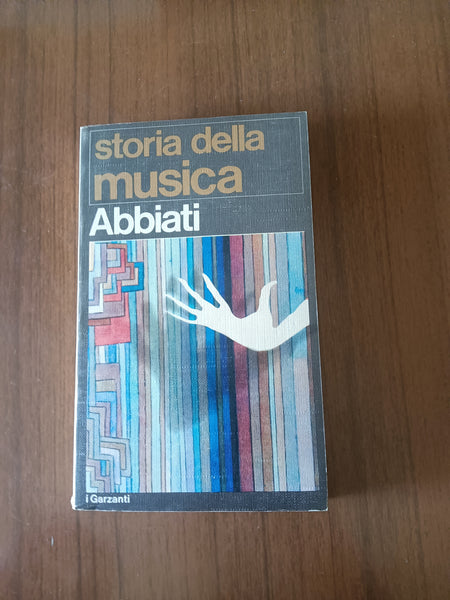 storia della
musica
Abbiati
i Garzanti